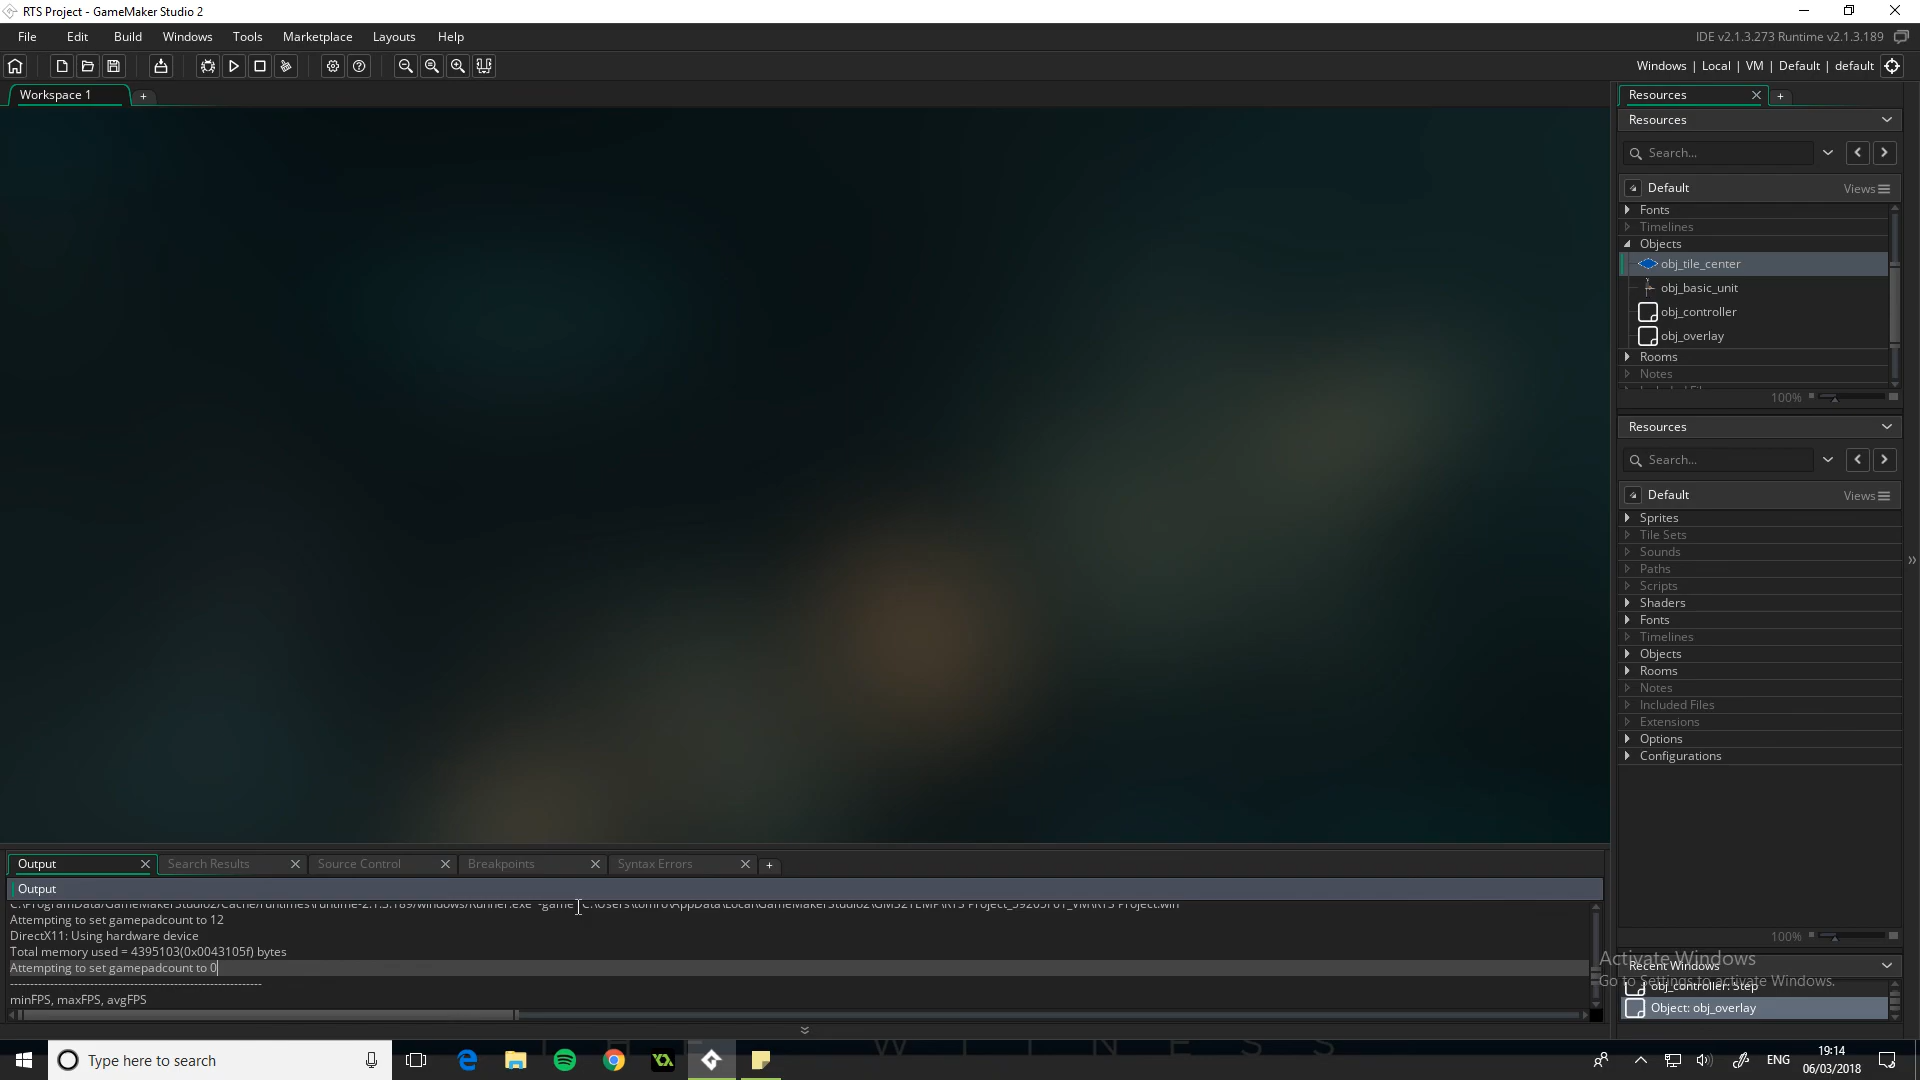 RTS Project - GameMaker Studio 2
File Edit Build Windows Tools Marketplace Layouts Help
IDE v2.1.3.273 Runtime v2.1.3.189
Windows | Local | VM | Default | default
Workspace 1
Resources
Resources
Search...
Default Views
Fonts
Timelines
Objects
obj_tile_center
obj_basic_unit
obj_controller
obj_overlay
Rooms
Notes
100%
Resources
Search...
Default Views
Sprites
Tile Sets
Sounds
Paths
Scripts
Shaders
Fonts
Timelines
Objects
Rooms
Notes
Included Files
Extensions
Options
Configurations
100%
Output Search Results Source Control Breakpoints Syntax Errors
Output
Attempting to set gamepadcount to 12
DirectX11: Using hardware device
Total memory used = 4395103(0x0043105f) bytes
Attempting to set gamepadcount to 0
--------------------------------------------------------------
minFPS, maxFPS, avgFPS
Activate Windows
Go to Settings to activate Windows.
Recent Windows
obj_controller: Step
Object: obj_overlay
Type here to search
T H E W I T N E S S
ENG
19:14
06/03/2018